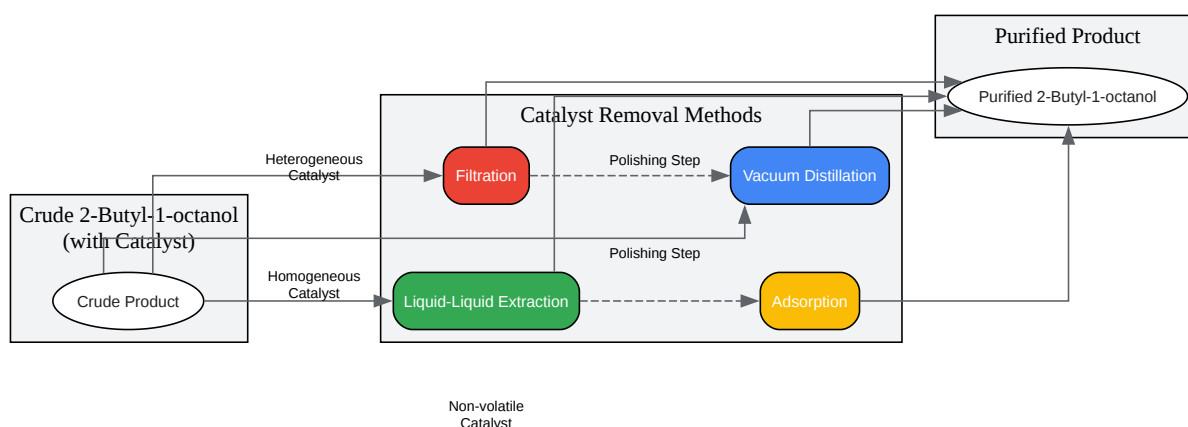 Purified Product
Purified 2-Butyl-1-octanol
Catalyst Removal Methods
Heterogeneous
Catalyst
Filtration
Polishing Step
Vacuum Distillation
Crude 2-Butyl-1-octanol
(with Catalyst)
Crude Product
Homogeneous
Catalyst
Liquid-Liquid Extraction
Polishing Step
Adsorption
Non-volatile
Catalyst